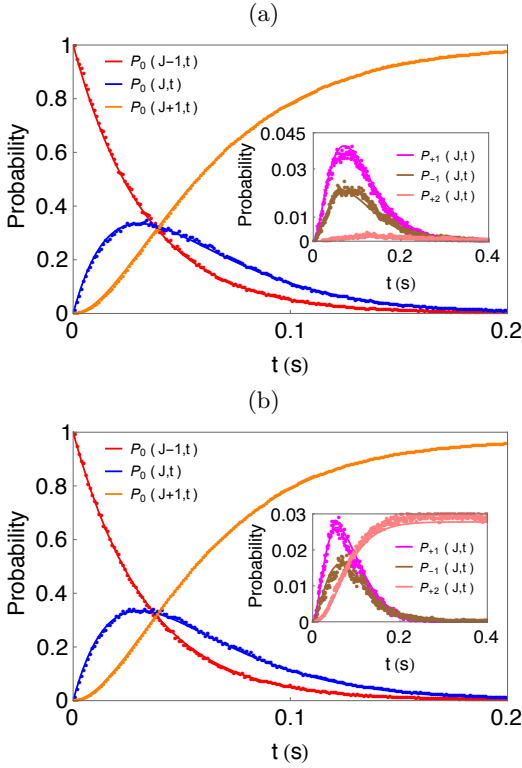 (a)
Probability
1
0.8
0.6
0.4
0.2
0
0
0.1
0.2
t (s)
P₀ ( J−1,t )
P₀ ( J,t )
P₀ ( J+1,t )
Probability
0.045
0.03
0.01
0
0
0.2
0.4
t (s)
P₊₁ ( J,t )
P₋₁ ( J,t )
P₊₂ ( J,t )
(b)
Probability
1
0.8
0.6
0.4
0.2
0
0
0.1
0.2
t (s)
P₀ ( J−1,t )
P₀ ( J,t )
P₀ ( J+1,t )
Probability
0.03
0.02
0.01
0
0
0.2
0.4
t (s)
P₊₁ ( J,t )
P₋₁ ( J,t )
P₊₂ ( J,t )